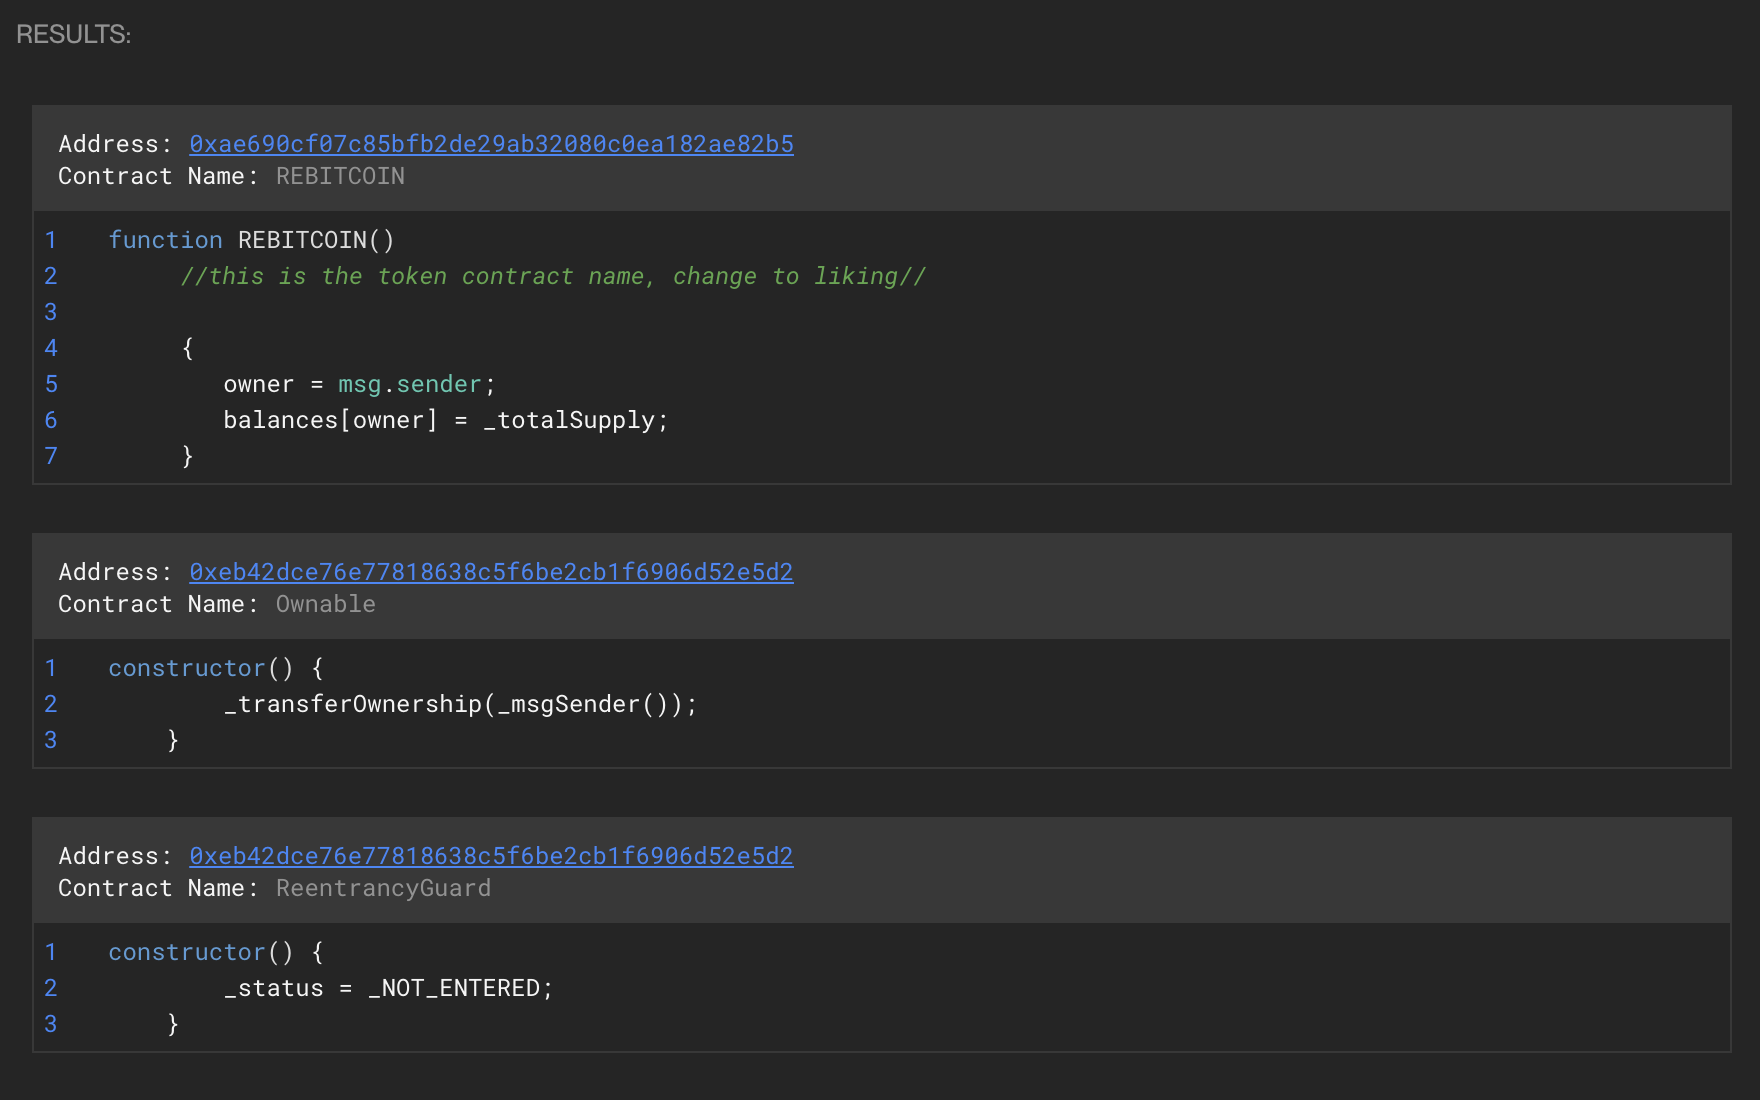 RESULTS:
Address: 0xae690cf07c85bfb2de29ab32080c0ea182ae82b5
Contract Name: REBITCOIN
1 function REBITCOIN()
2 //this is the token contract name, change to liking//
3
4 {
5 owner = msg.sender;
6 balances[owner] = _totalSupply;
7 }
Address: 0xeb42dce76e77818638c5f6be2cb1f6906d52e5d2
Contract Name: Ownable
1 constructor() {
2 _transferOwnership(_msgSender());
3 }
Address: 0xeb42dce76e77818638c5f6be2cb1f6906d52e5d2
Contract Name: ReentrancyGuard
1 constructor() {
2 _status = _NOT_ENTERED;
3 }